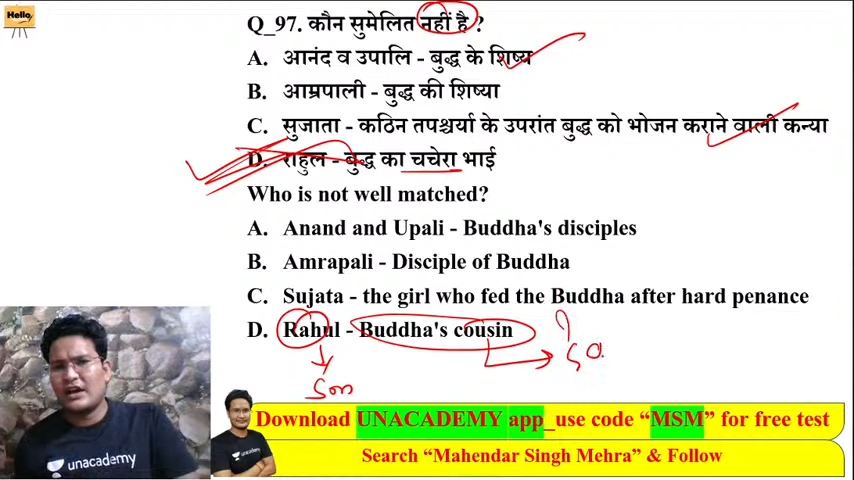 Hello
Q_97. कौन सुमेलित नहीं है ?
A. आनंद व उपालि - बुद्ध के शिष्य
B. आम्रपाली - बुद्ध की शिष्या
C. सुजाता - कठिन तपश्चर्या के उपरांत बुद्ध को भोजन कराने वाली कन्या
D. राहुल - बुद्ध का चचेरा भाई
Who is not well matched?
A. Anand and Upali - Buddha's disciples
B. Amrapali - Disciple of Buddha
C. Sujata - the girl who fed the Buddha after hard penance
D. Rahul - Buddha's cousin
Son
unacademy
unacademy
Download UNACADEMY app_use code “MSM” for free test
Search “Mahendar Singh Mehra” & Follow